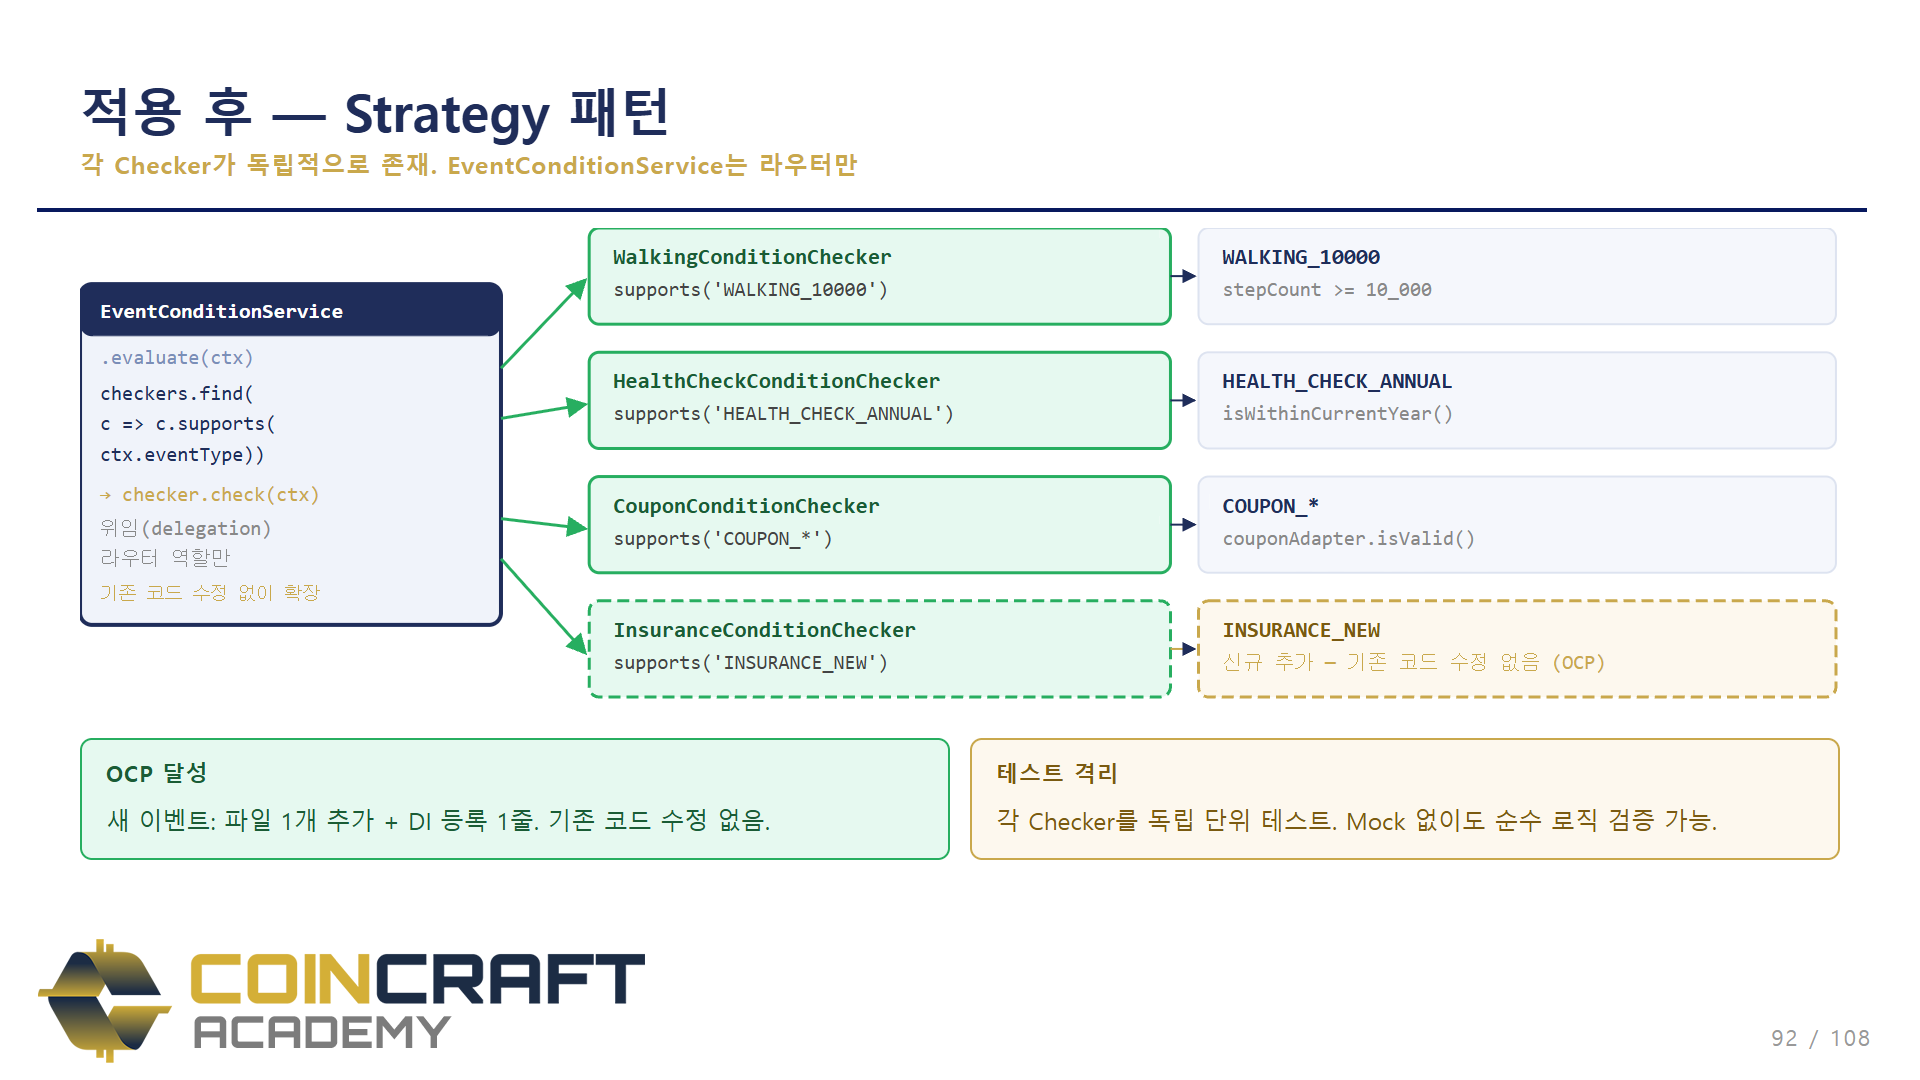 적용 후 — Strategy 패턴
각 Checker가 독립적으로 존재. EventConditionService는 라우터만
EventConditionService
.evaluate(ctx)
checkers.find(
c => c.supports(
ctx.eventType))
→ checker.check(ctx)
위임(delegation)
라우터 역할만
기존 코드 수정 없이 확장
WalkingConditionChecker
supports('WALKING_10000')
WALKING_10000
stepCount >= 10_000
HealthCheckConditionChecker
supports('HEALTH_CHECK_ANNUAL')
HEALTH_CHECK_ANNUAL
isWithinCurrentYear()
CouponConditionChecker
supports('COUPON_*')
COUPON_*
couponAdapter.isValid()
InsuranceConditionChecker
supports('INSURANCE_NEW')
INSURANCE_NEW
신규 추가 — 기존 코드 수정 없음 (OCP)
OCP 달성
새 이벤트: 파일 1개 추가 + DI 등록 1줄. 기존 코드 수정 없음.
테스트 격리
각 Checker를 독립 단위 테스트. Mock 없이도 순수 로직 검증 가능.
COINCRAFT
ACADEMY
92 / 108